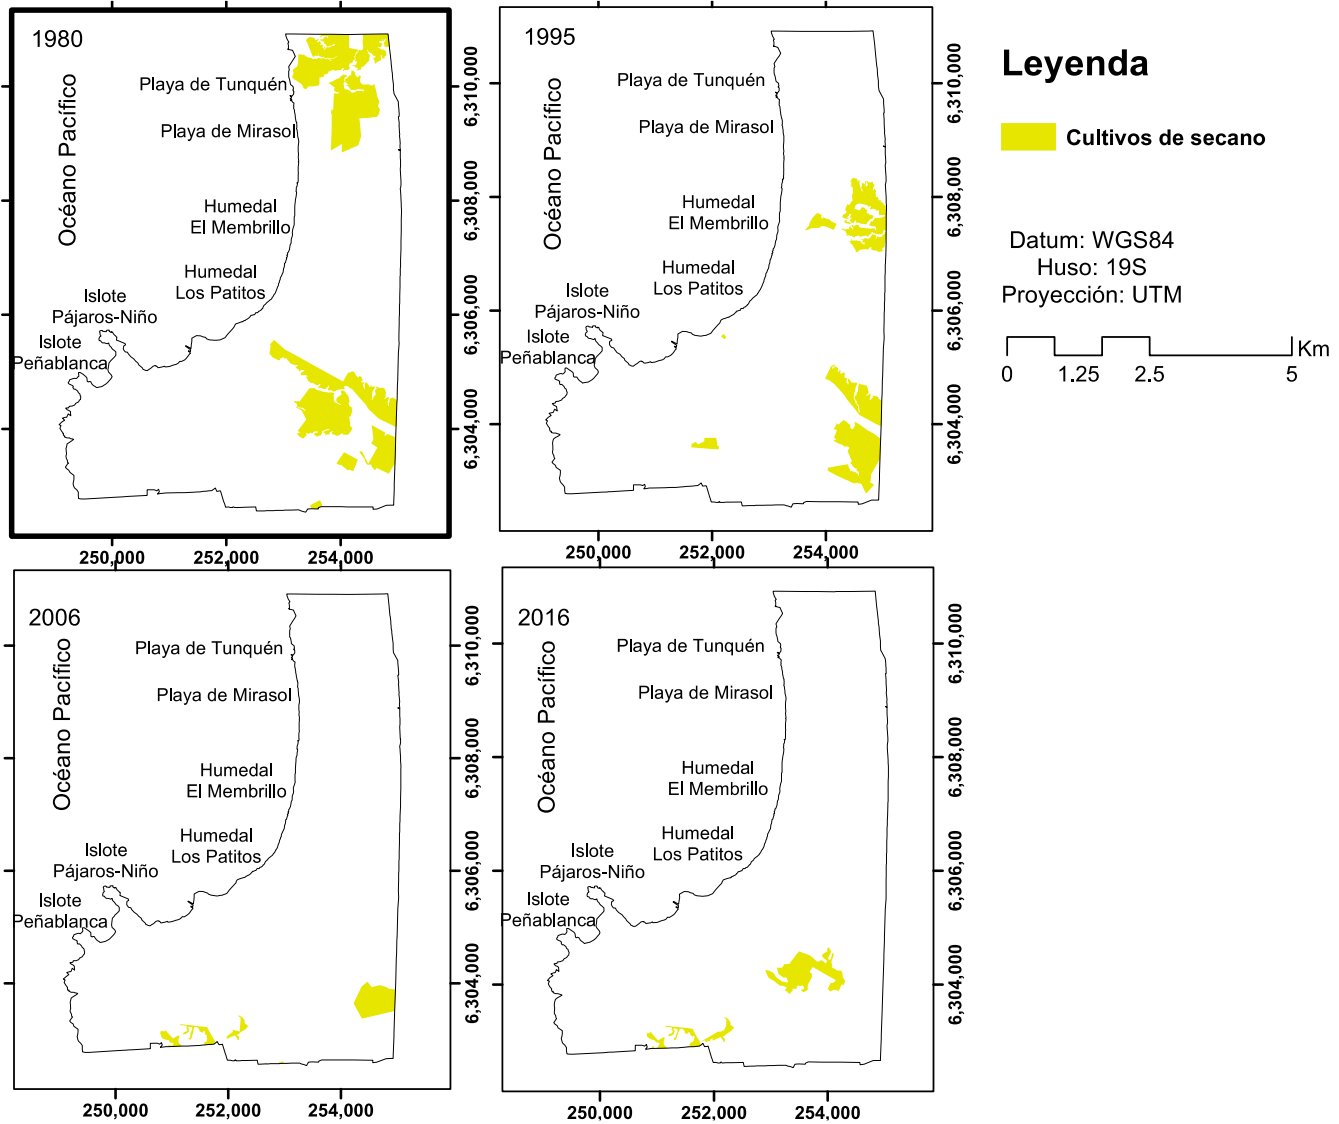 1980
Océano Pacífico
Playa de Tunquén
Playa de Mirasol
Humedal
El Membrillo
Humedal
Los Patitos
Islote
Pájaros-Niño
Islote
Peñablanca
6,310,000
6,308,000
6,306,000
6,304,000
250,000
252,000
254,000
1995
Océano Pacífico
Playa de Tunquén
Playa de Mirasol
Humedal
El Membrillo
Humedal
Los Patitos
Islote
Pájaros-Niño
Islote
Peñablanca
6,310,000
6,308,000
6,306,000
6,304,000
250,000
252,000
254,000
Leyenda
Cultivos de secano
Datum: WGS84
Huso: 19S
Proyección: UTM
Km
0 1.25 2.5 5
2006
Océano Pacífico
Playa de Tunquén
Playa de Mirasol
Humedal
El Membrillo
Humedal
Los Patitos
Islote
Pájaros-Niño
Islote
Peñablanca
6,310,000
6,308,000
6,306,000
6,304,000
250,000
252,000
254,000
2016
Océano Pacífico
Playa de Tunquén
Playa de Mirasol
Humedal
El Membrillo
Humedal
Los Patitos
Islote
Pájaros-Niño
Islote
Peñablanca
6,310,000
6,308,000
6,306,000
6,304,000
250,000
252,000
254,000